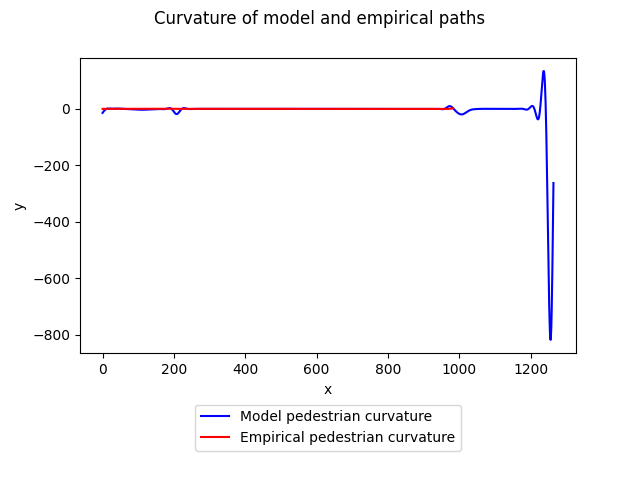 Curvature of model and empirical paths
0
−200
−400
−600
−800
y
0 200 400 600 800 1000 1200
x
Model pedestrian curvature
Empirical pedestrian curvature